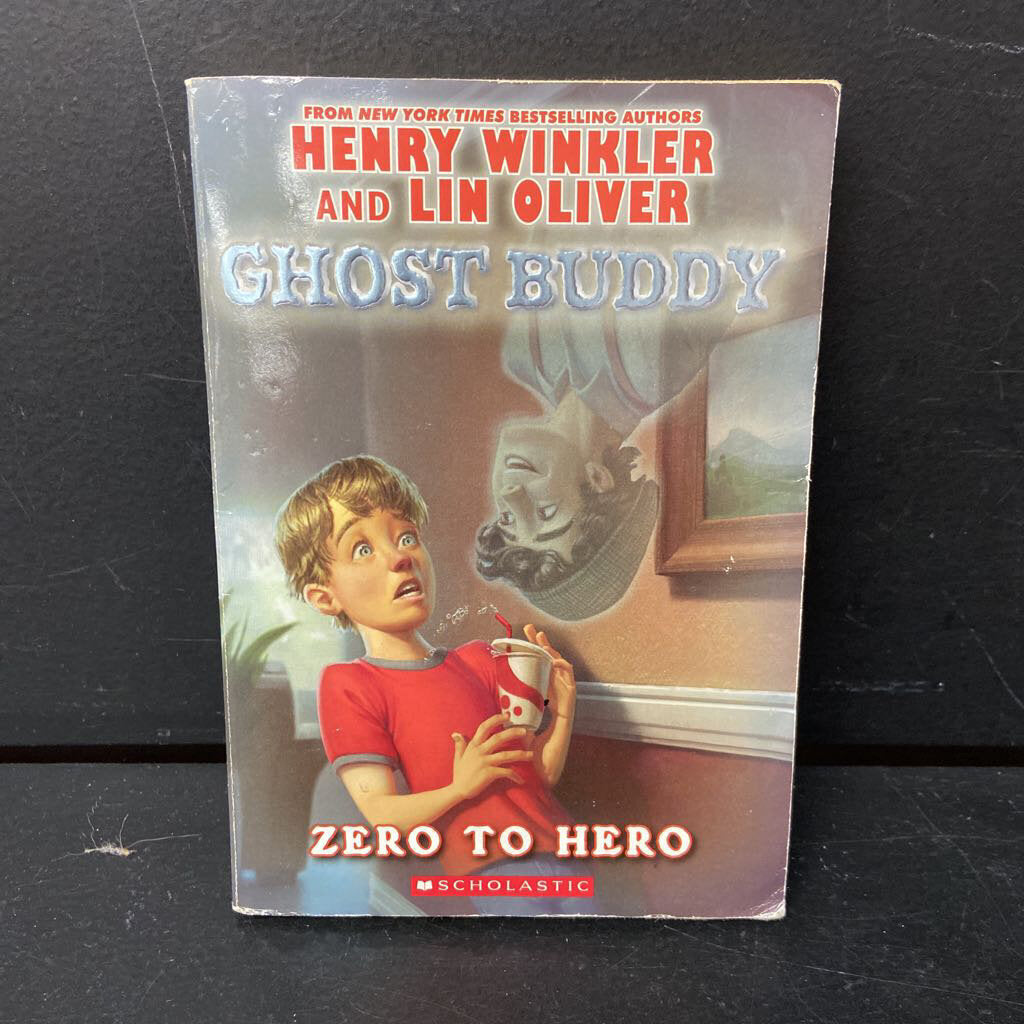 FROM NEW YORK TIMES BESTSELLING AUTHORS
HENRY WINKLER
AND LIN OLIVER
GHOST BUDDY
ZERO TO HERO
SCHOLASTIC